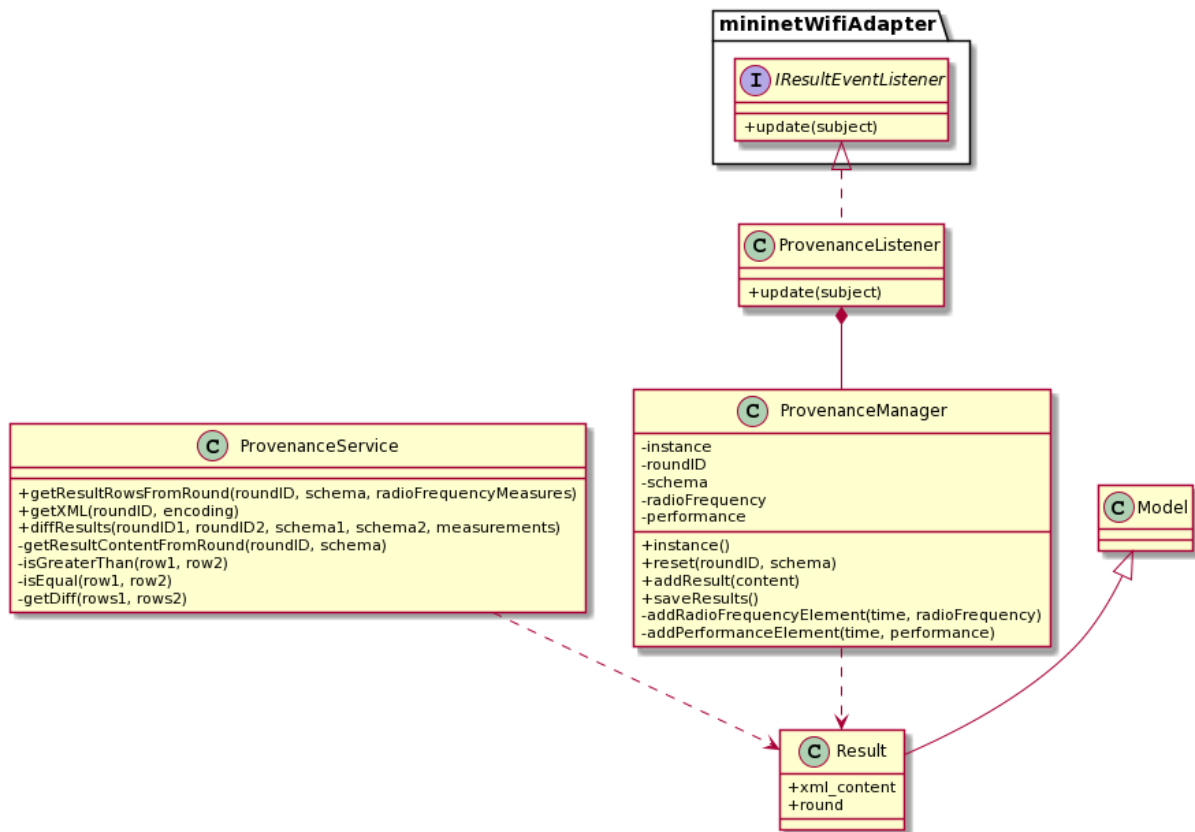 mininetWifiAdapter
I IResultEventListener
+update(subject)
C ProvenanceListener
+update(subject)
C ProvenanceService
+getResultRowsFromRound(roundID, schema, radioFrequencyMeasures)
+getXML(roundID, encoding)
+diffResults(roundID1, roundID2, schema1, schema2, measurements)
-getResultContentFromRound(roundID, schema)
-isGreaterThan(row1, row2)
-isEqual(row1, row2)
-getDiff(rows1, rows2)
C ProvenanceManager
-instance
-roundID
-schema
-radioFrequency
-performance
+instance()
+reset(roundID, schema)
+addResult(content)
+saveResults()
-addRadioFrequencyElement(time, radioFrequency)
-addPerformanceElement(time, performance)
C Model
C Result
+xml_content
+round